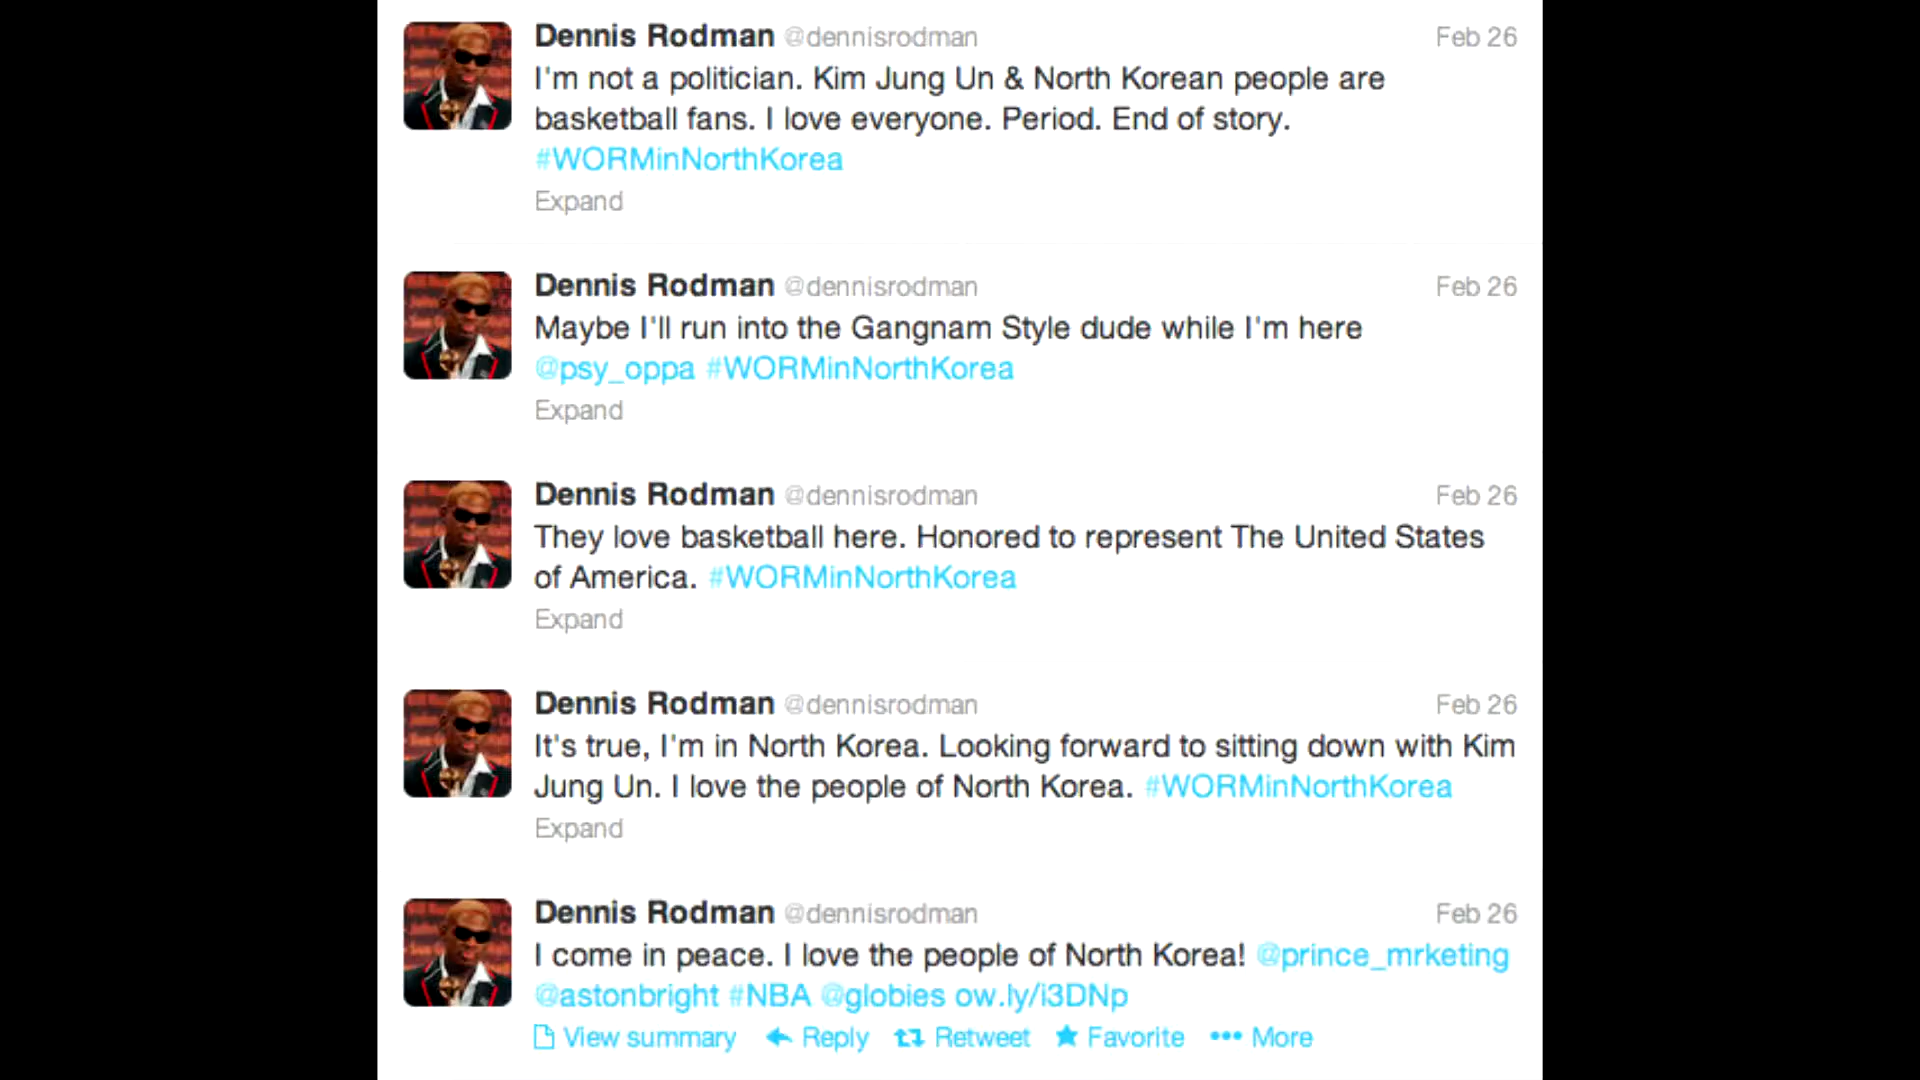 Dennis Rodman @dennisrodman Feb 26
I'm not a politician. Kim Jung Un & North Korean people are
basketball fans. I love everyone. Period. End of story.
#WORMinNorthKorea
Expand
Dennis Rodman @dennisrodman Feb 26
Maybe I'll run into the Gangnam Style dude while I'm here
@psy_oppa #WORMinNorthKorea
Expand
Dennis Rodman @dennisrodman Feb 26
They love basketball here. Honored to represent The United States
of America. #WORMinNorthKorea
Expand
Dennis Rodman @dennisrodman Feb 26
It's true, I'm in North Korea. Looking forward to sitting down with Kim
Jung Un. I love the people of North Korea. #WORMinNorthKorea
Expand
Dennis Rodman @dennisrodman Feb 26
I come in peace. I love the people of North Korea! @prince_mrketing
@astonbright #NBA @globies ow.ly/i3DNp
View summary Reply Retweet Favorite More